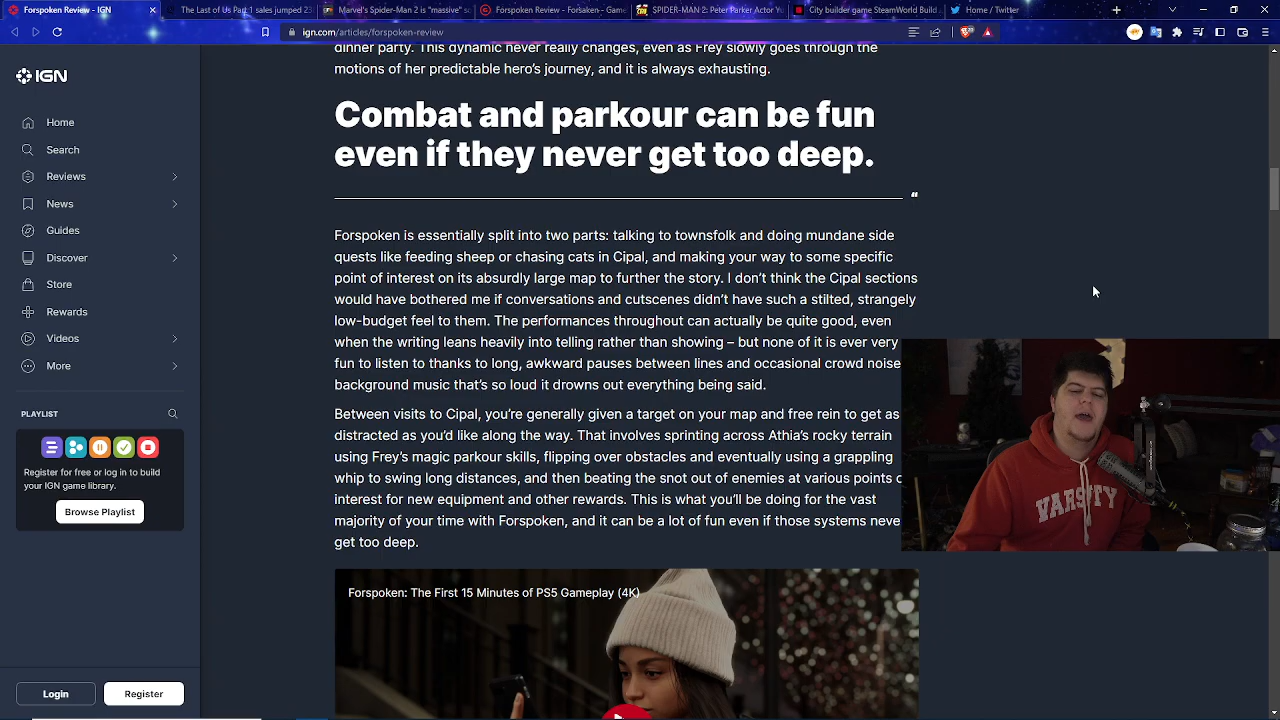 Forspoken Review - IGN
The Last of Us Part 1 sales jumped 23
Marvel's Spider-Man 2 is "massive" sa
Forspoken Review - Forsaken - Game
SPIDER-MAN 2: Peter Parker Actor Yu
City builder game SteamWorld Build
Home / Twitter
ign.com/articles/forspoken-review
IGN
Home
Search
Reviews
News
Guides
Discover
Store
Rewards
Videos
More
PLAYLIST
Register for free or log in to build
your IGN game library.
Browse Playlist
Login
Register
dinner party. This dynamic never really changes, even as Frey slowly goes through the
motions of her predictable hero's journey, and it is always exhausting.
Combat and parkour can be fun
even if they never get too deep.
Forspoken is essentially split into two parts: talking to townsfolk and doing mundane side
quests like feeding sheep or chasing cats in Cipal, and making your way to some specific
point of interest on its absurdly large map to further the story. I don't think the Cipal sections
would have bothered me if conversations and cutscenes didn't have such a stilted, strangely
low-budget feel to them. The performances throughout can actually be quite good, even
when the writing leans heavily into telling rather than showing – but none of it is ever very
fun to listen to thanks to long, awkward pauses between lines and occasional crowd noise
background music that's so loud it drowns out everything being said.
Between visits to Cipal, you're generally given a target on your map and free rein to get as
distracted as you'd like along the way. That involves sprinting across Athia's rocky terrain
using Frey's magic parkour skills, flipping over obstacles and eventually using a grappling
whip to swing long distances, and then beating the snot out of enemies at various points
interest for new equipment and other rewards. This is what you'll be doing for the vast
majority of your time with Forspoken, and it can be a lot of fun even if those systems neve
get too deep.
Forspoken: The First 15 Minutes of PS5 Gameplay (4K)
VARSITY